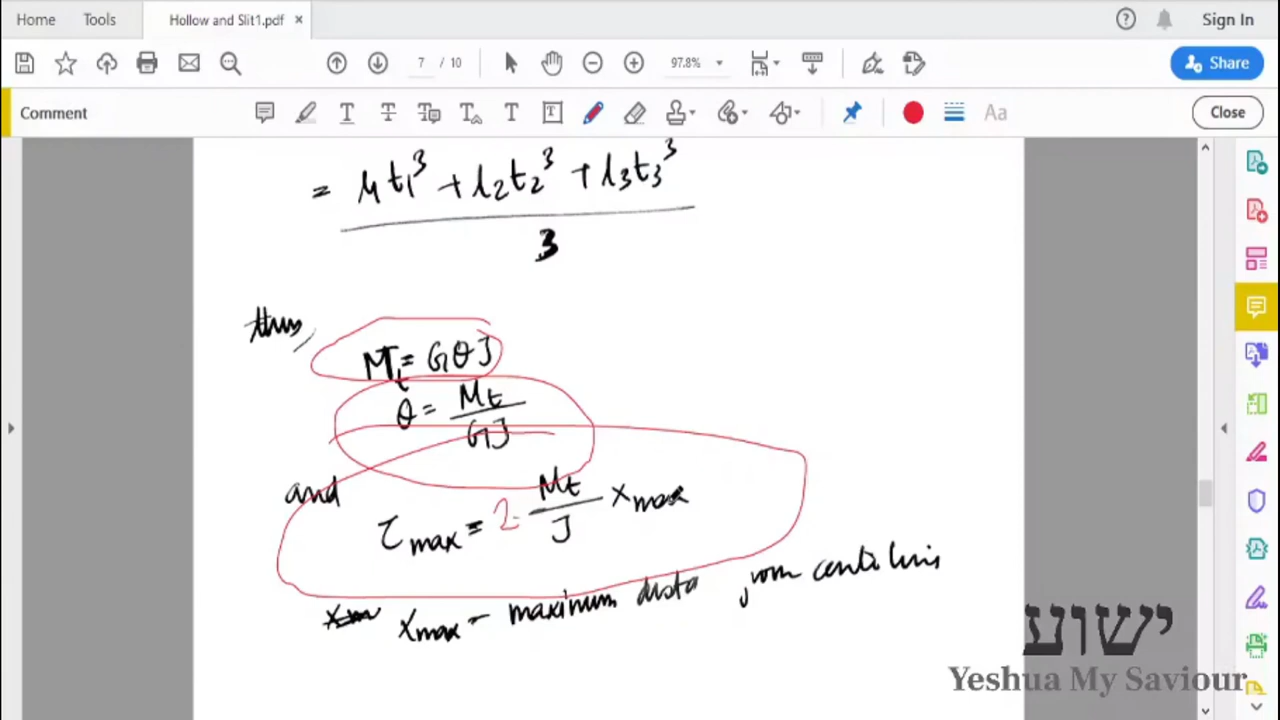 Home Tools Hollow and Slit1.pdf × Sign In
7 / 10 97.8% Share
Comment Aa Close
= l1t1³ + l2t2³ + l3t3³
3
thus,
Mt = GθJ
θ = Mt
GJ
and
τmax = 2. Mt xmax
J
xmax - maximum from centre
ישוע
Yeshua My Saviour